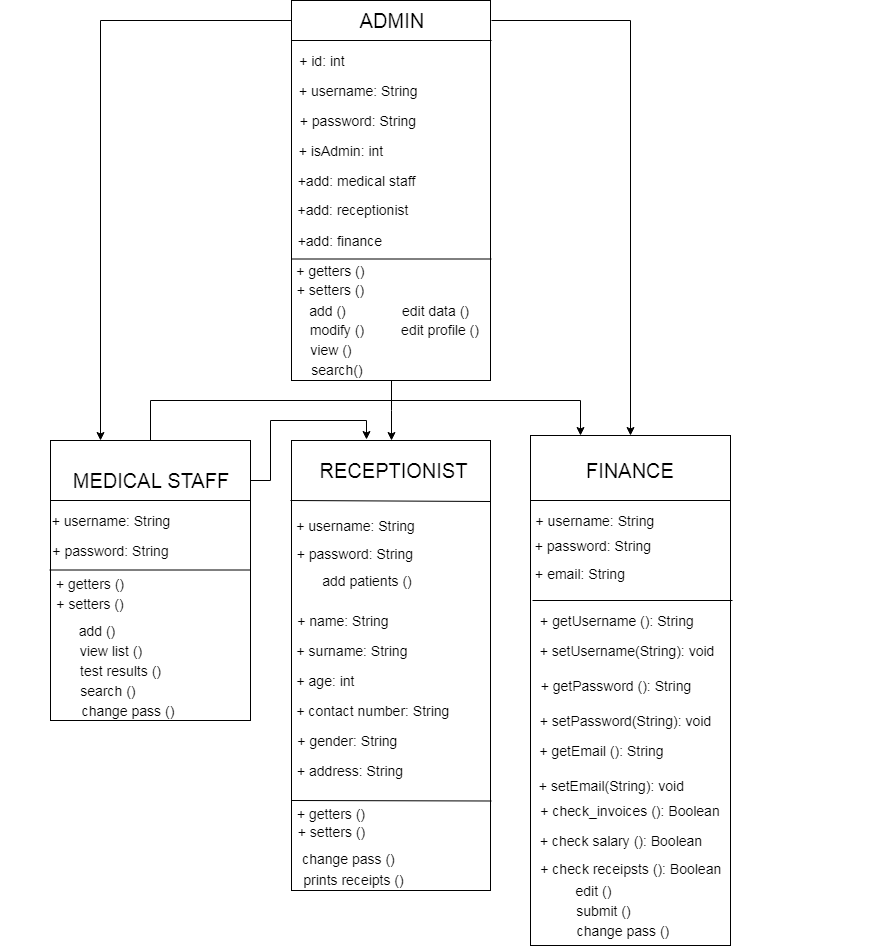 ADMIN
+ id: int
+ username: String
+ password: String
+ isAdmin: int
+add: medical staff
+add: receptionist
+add: finance
+ getters ()
+ setters ()
add () edit data ()
modify () edit profile ()
view ()
search()
MEDICAL STAFF
+ username: String
+ password: String
+ getters ()
+ setters ()
add ()
view list ()
test results ()
search ()
change pass ()
RECEPTIONIST
+ username: String
+ password: String
add patients ()
+ name: String
+ surname: String
+ age: int
+ contact number: String
+ gender: String
+ address: String
+ getters ()
+ setters ()
change pass ()
prints receipts ()
FINANCE
+ username: String
+ password: String
+ email: String
+ getUsername (): String
+ setUsername(String): void
+ getPassword (): String
+ setPassword(String): void
+ getEmail (): String
+ setEmail(String): void
+ check_invoices (): Boolean
+ check salary (): Boolean
+ check receipsts (): Boolean
edit ()
submit ()
change pass ()